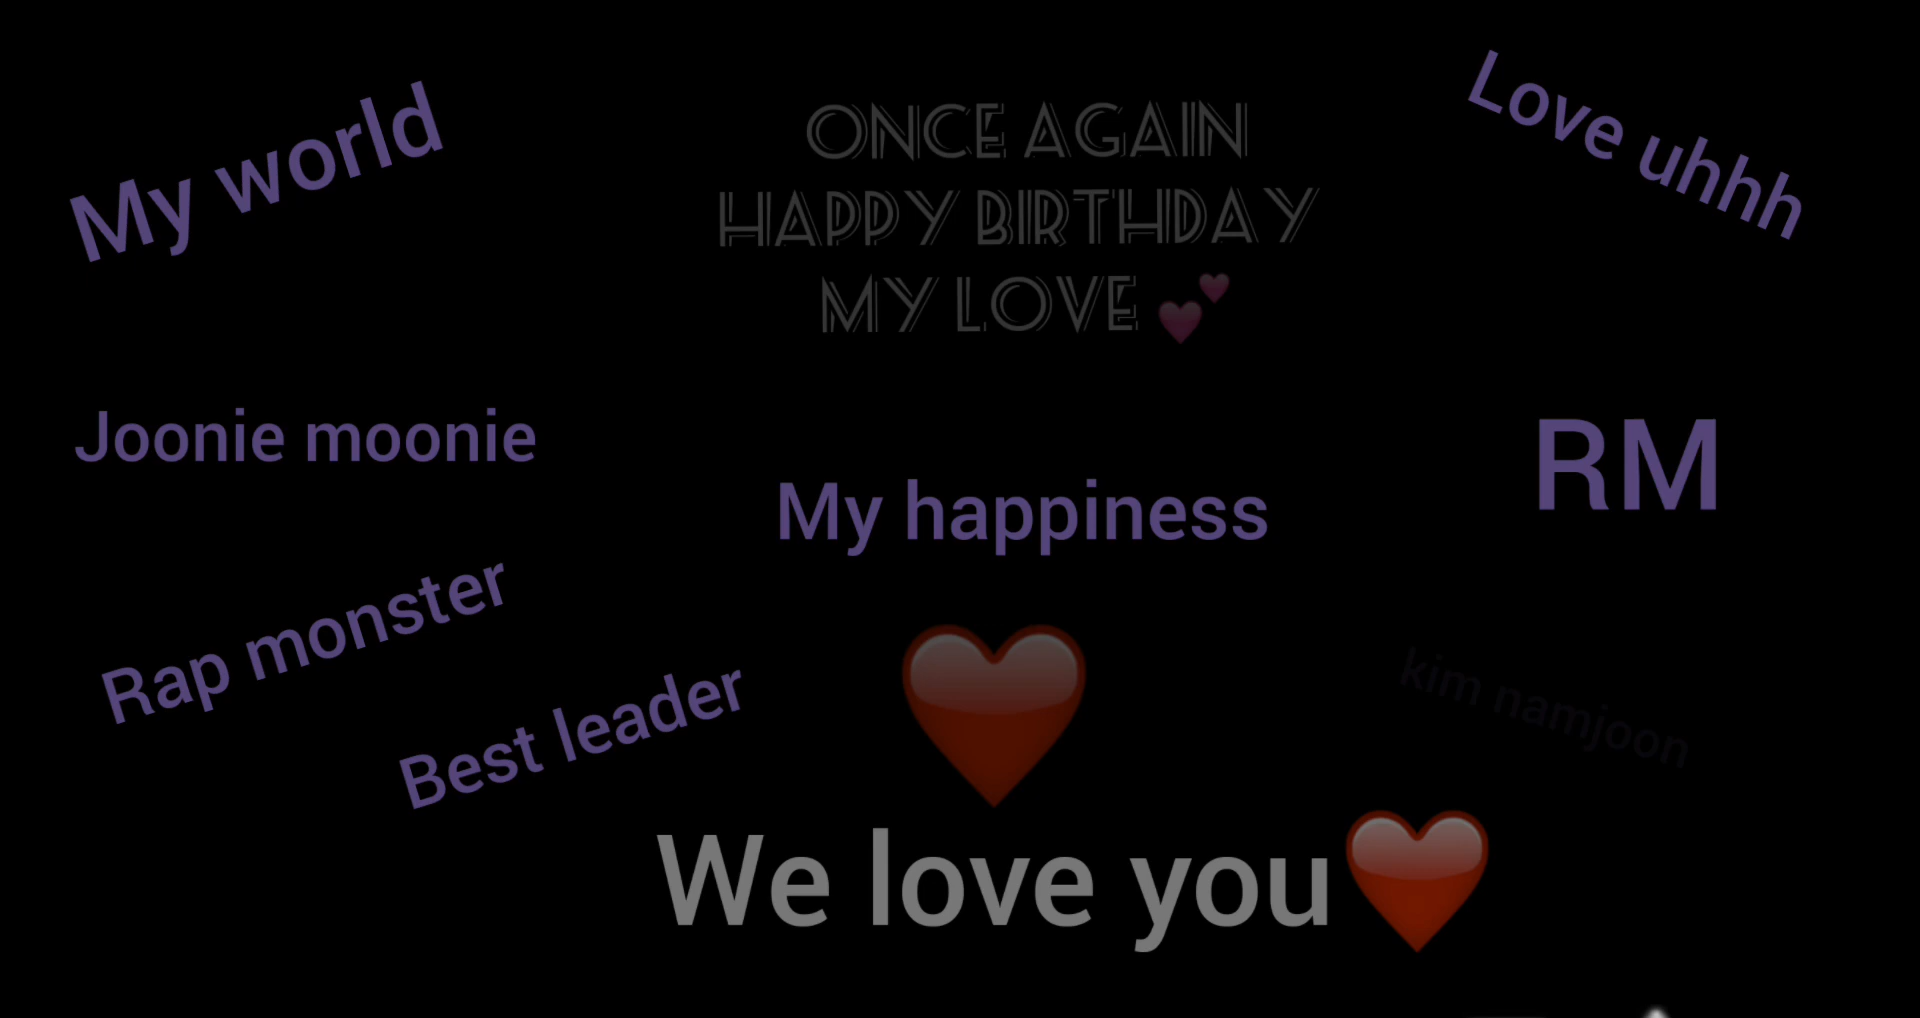 My world
ONCE AGAIN
HAPPY BIRTHDAY
MY LOVE 💕
Love uhhh
Joonie moonie
My happiness
RM
Rap monster
Best leader
kim namjoon
We love you❤️